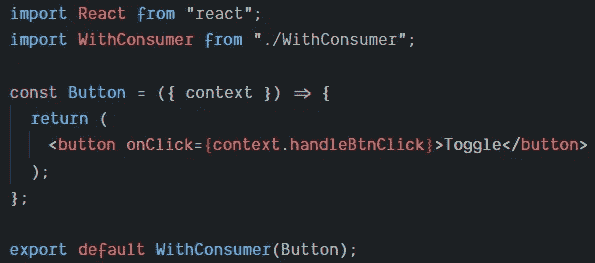 import React from "react";
import WithConsumer from "./WithConsumer";
const Button = ({ context }) => {
return (
<button onClick={context.handleBtnClick}>Toggle</button>
);
};
export default WithConsumer(Button);